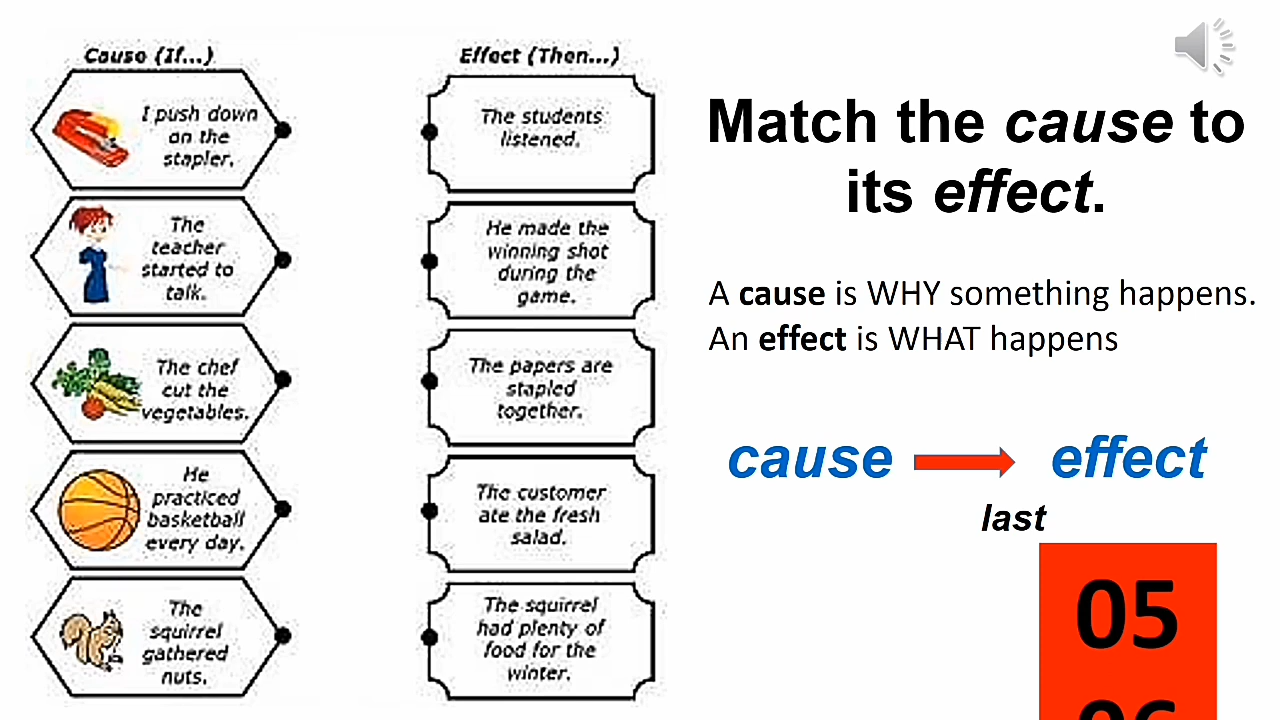 Cause (If...)
I push down
on the
stapler.
The
teacher
started to
talk.
The chef
cut the
vegetables.
He
practiced
basketball
every day.
The
squirrel
gathered
nuts.
Effect (Then...)
The students
listened.
He made the
winning shot
during the
game.
The papers are
stapled
together.
The customer
ate the fresh
salad.
The squirrel
had plenty of
food for the
winter.
Match the cause to
its effect.
A cause is WHY something happens.
An effect is WHAT happens
cause effect
last
05